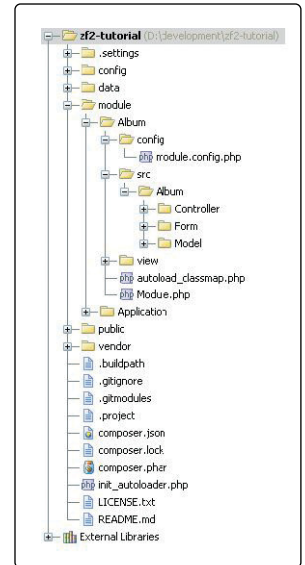 zf2-tutorial (D:\development\zf2-tutorial)
.settings
config
data
module
Album
config
module.config.php
src
Album
Controller
Form
Model
view
autoload_classmap.php
Module.php
Application
public
vendor
.buildpath
.gitignore
.gitmodules
.project
composer.json
composer.lock
composer.phar
init_autoloader.php
LICENSE.txt
README.md
External Libraries